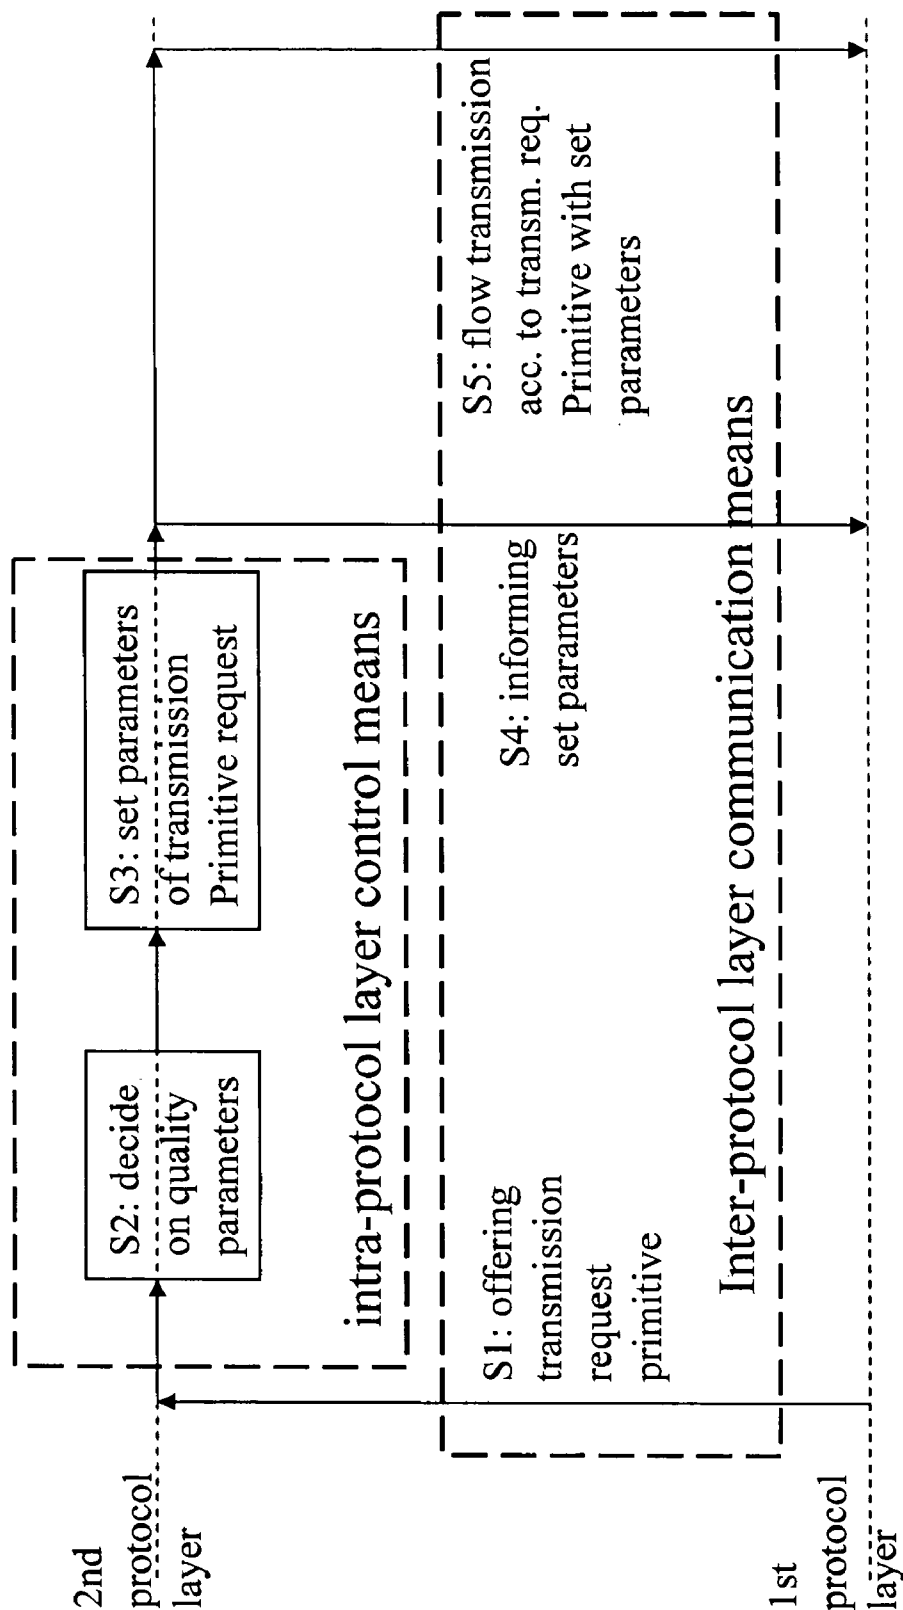 2nd
protocol
layer
S2: decide
on quality
parameters
S3: set parameters
of transmission
Primitive request
intra-protocol layer control means
S1: offering
transmission
request
primitive
S4: informing
set parameters
S5: flow transmission
acc. to transm. req.
Primitive with set
parameters
Inter-protocol layer communication means
1st
protocol
layer